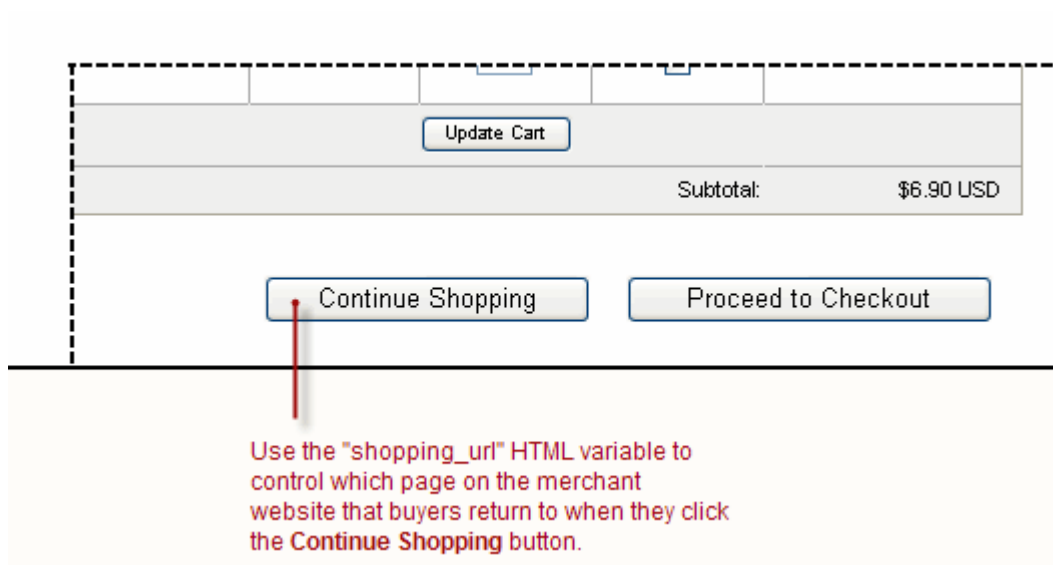 Update Cart
Subtotal: $6.90 USD
Continue Shopping Proceed to Checkout
Use the "shopping_url" HTML variable to
control which page on the merchant
website that buyers return to when they click
the Continue Shopping button.